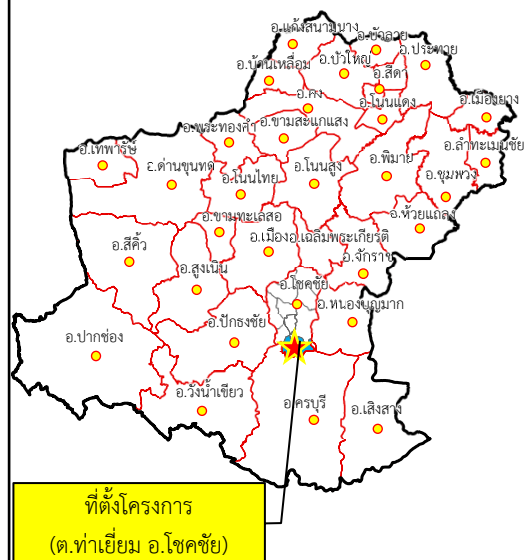 อ.แก้งสนามนาง
อ.บัวลาย
อ.บัวใหญ่
อ.ประทาย
อ.บ้านเหลื่อม
อ.สีดา
อ.คง
อ.โนนแดง
อ.เมืองยาง
อ.พระทองคำ
อ.ขามสะแกแสง
อ.ลำทะเมนชัย
อ.เทพารักษ์
อ.ด่านขุนทด
อ.โนนไทย
อ.โนนสูง
อ.พิมาย
อ.ชุมพวง
อ.ขามทะเลสอ
อ.ห้วยแถลง
อ.เมือง
อ.เฉลิมพระเกียรติ
อ.สีคิ้ว
อ.สูงเนิน
อ.จักราช
อ.โชคชัย
อ.หนองบุญมาก
อ.ปักธงชัย
อ.ปากช่อง
อ.วังน้ำเขียว
อ.ครบุรี
อ.เสิงสาง
ที่ตั้งโครงการ
(ต.ท่าเยี่ยม อ.โชคชัย)